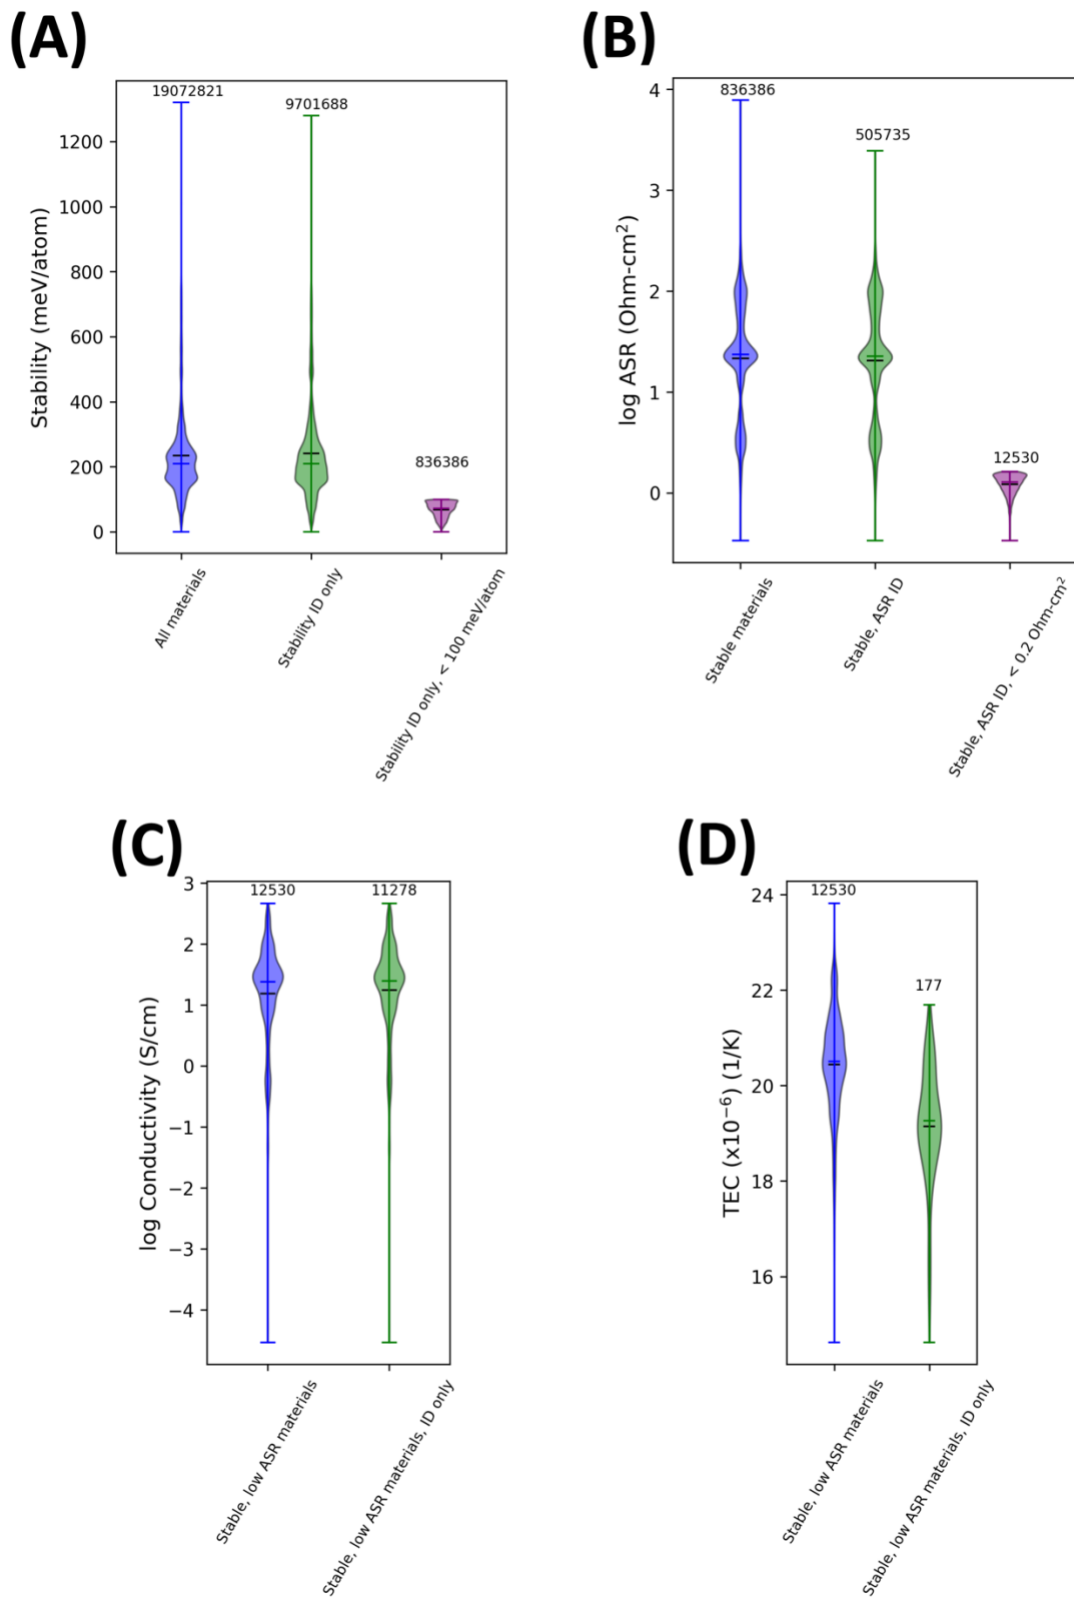 (A)
(B)
19072821
9701688
836386
1200
1000
800
600
400
200
0
Stability (meV/atom)
All materials
Stability ID only
Stability ID only, < 100 meV/atom
836386
505735
12530
4
3
2
1
0
log ASR (Ohm-cm²)
Stable materials
Stable, ASR ID
Stable, ASR ID, < 0.2 Ohm-cm²
(C)
(D)
12530
11278
3
2
1
0
−1
−2
−3
−4
log Conductivity (S/cm)
Stable, low ASR materials
Stable, low ASR materials, ID only
12530
177
24
22
20
18
16
TEC (x10⁻⁶) (1/K)
Stable, low ASR materials
Stable, low ASR materials, ID only